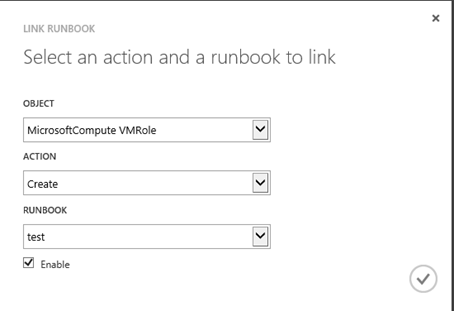 LINK RUNBOOK
Select an action and a runbook to link
OBJECT
MicrosoftCompute VMRole
ACTION
Create
RUNBOOK
test
Enable